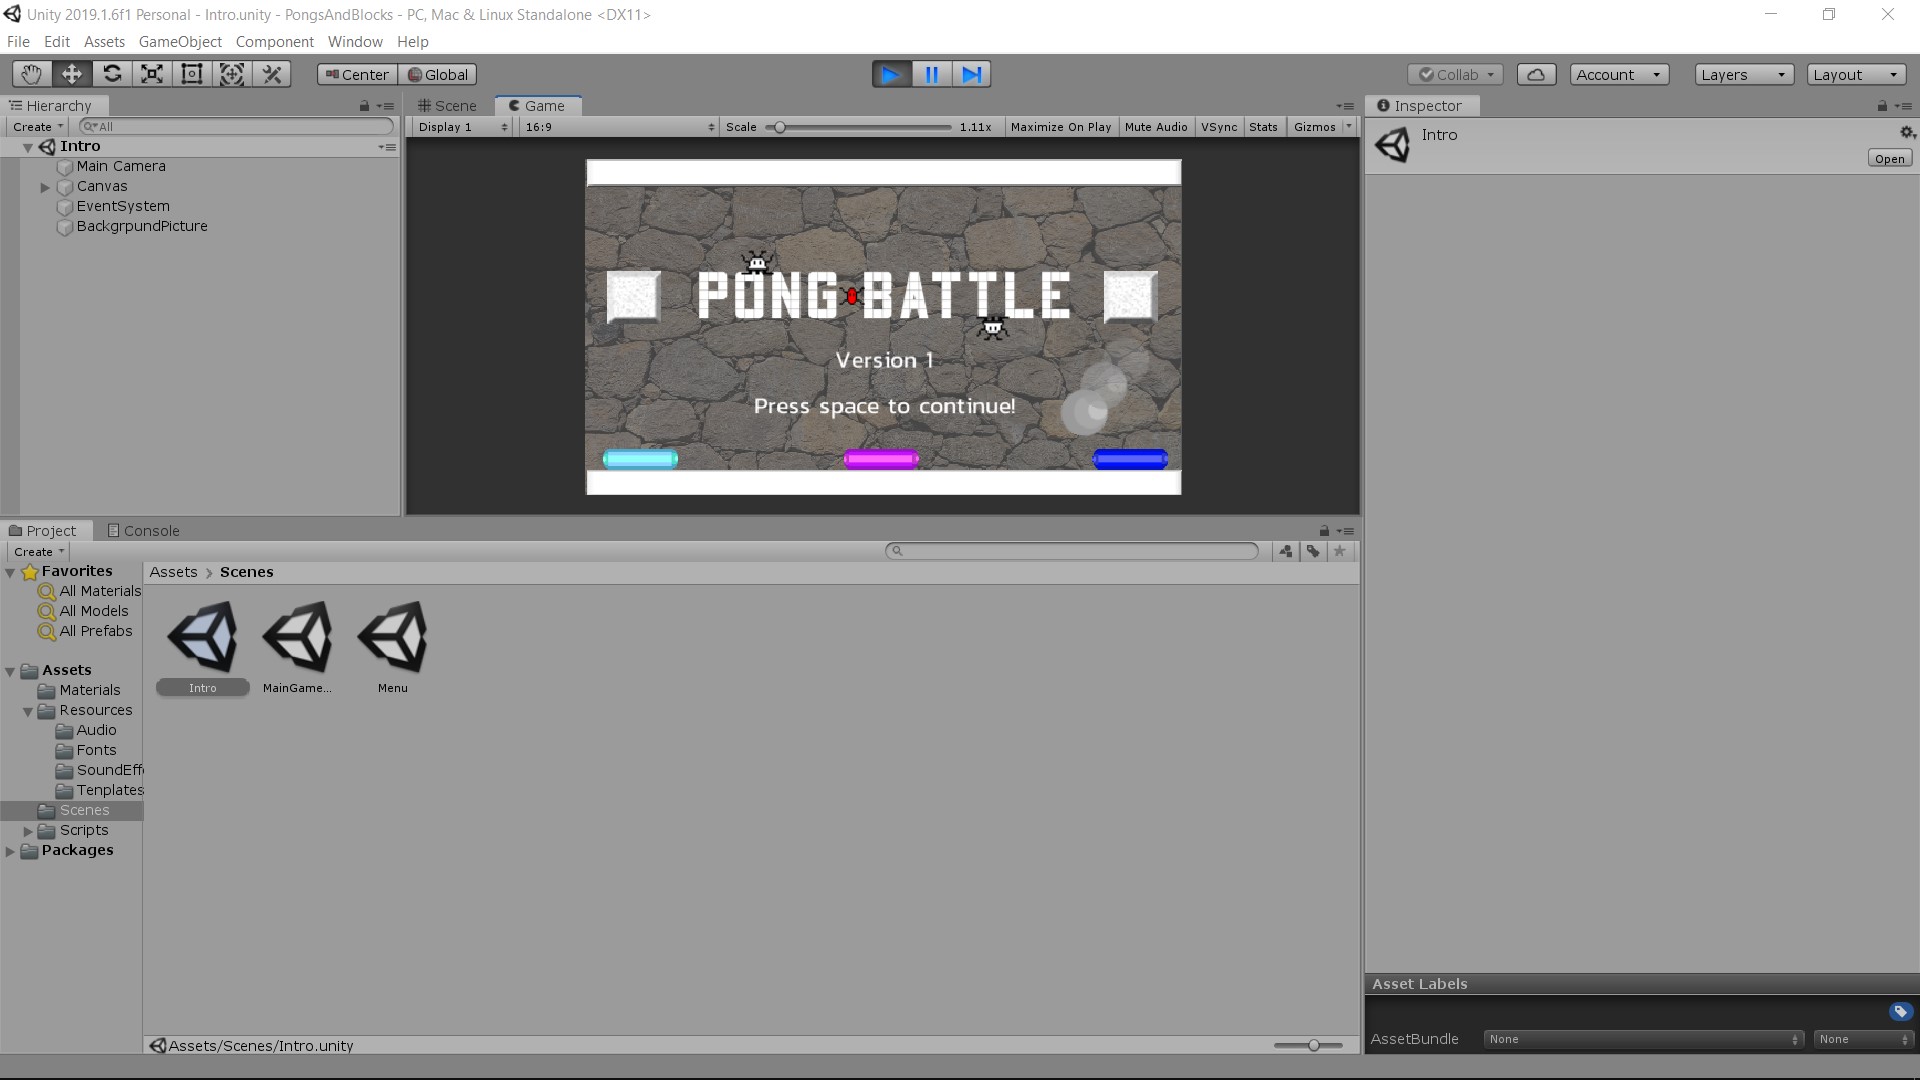 Unity 2019.1.6f1 Personal - Intro.unity - PongsAndBlocks - PC, Mac & Linux Standalone <DX11>
File Edit Assets GameObject Component Window Help
Center Global Collab Account Layers Layout
Hierarchy
Create All
Intro
Main Camera
Canvas
EventSystem
BackgrpundPicture
Scene Game
Display 1 16:9 Scale 1.11x Maximize On Play Mute Audio VSync Stats Gizmos
PONG BATTLE
Version 1
Press space to continue!
Inspector
Intro
Open
Project Console
Create
Favorites
All Materials
All Models
All Prefabs
Assets
Materials
Resources
Audio
Fonts
SoundEff
Tenplates
Scenes
Scripts
Packages
Assets > Scenes
Intro MainGame... Menu
Assets/Scenes/Intro.unity
Asset Labels
AssetBundle None None